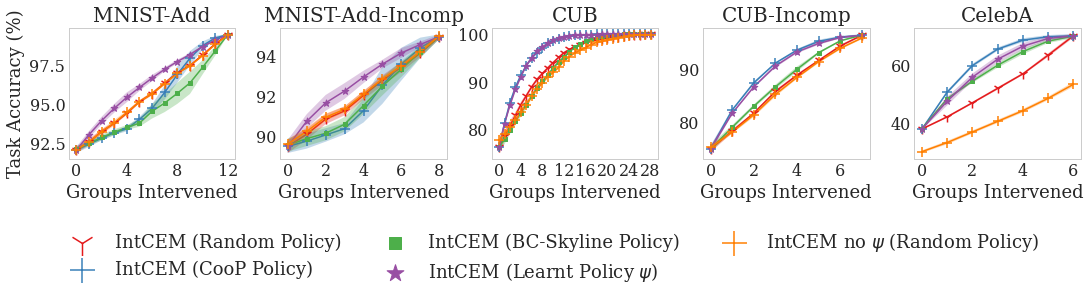 MNIST-Add MNIST-Add-Incomp CUB CUB-Incomp CelebA
Task Accuracy (%)
97.5
95.0
92.5
0 4 8 12
94
92
90
0 2 4 6 8
100
90
80
0 4 8 12 16 20 24 28
90
80
0 2 4 6
60
40
0 2 4 6
Groups Intervened Groups Intervened Groups Intervened Groups Intervened Groups Intervened
IntCEM (Random Policy) IntCEM (BC-Skyline Policy) IntCEM no ψ (Random Policy)
IntCEM (CooP Policy) IntCEM (Learnt Policy ψ)